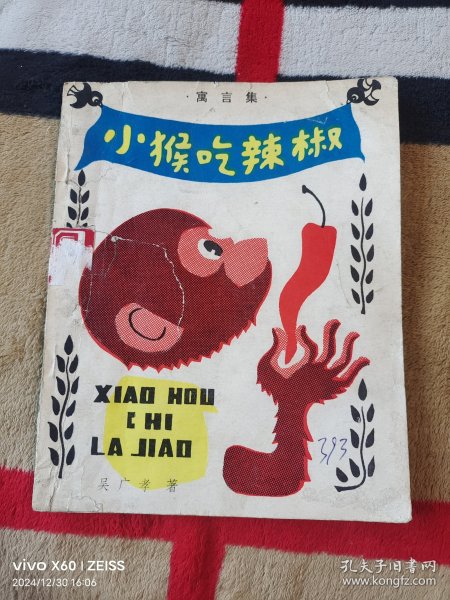 ·寓言集·
小猴吃辣椒
XIAO HOU
CHI
LA JIAO
吴广孝 著
393
vivo X60 | ZEISS
2024/12/30 16:06
孔夫子旧书网
www.kongfz.com